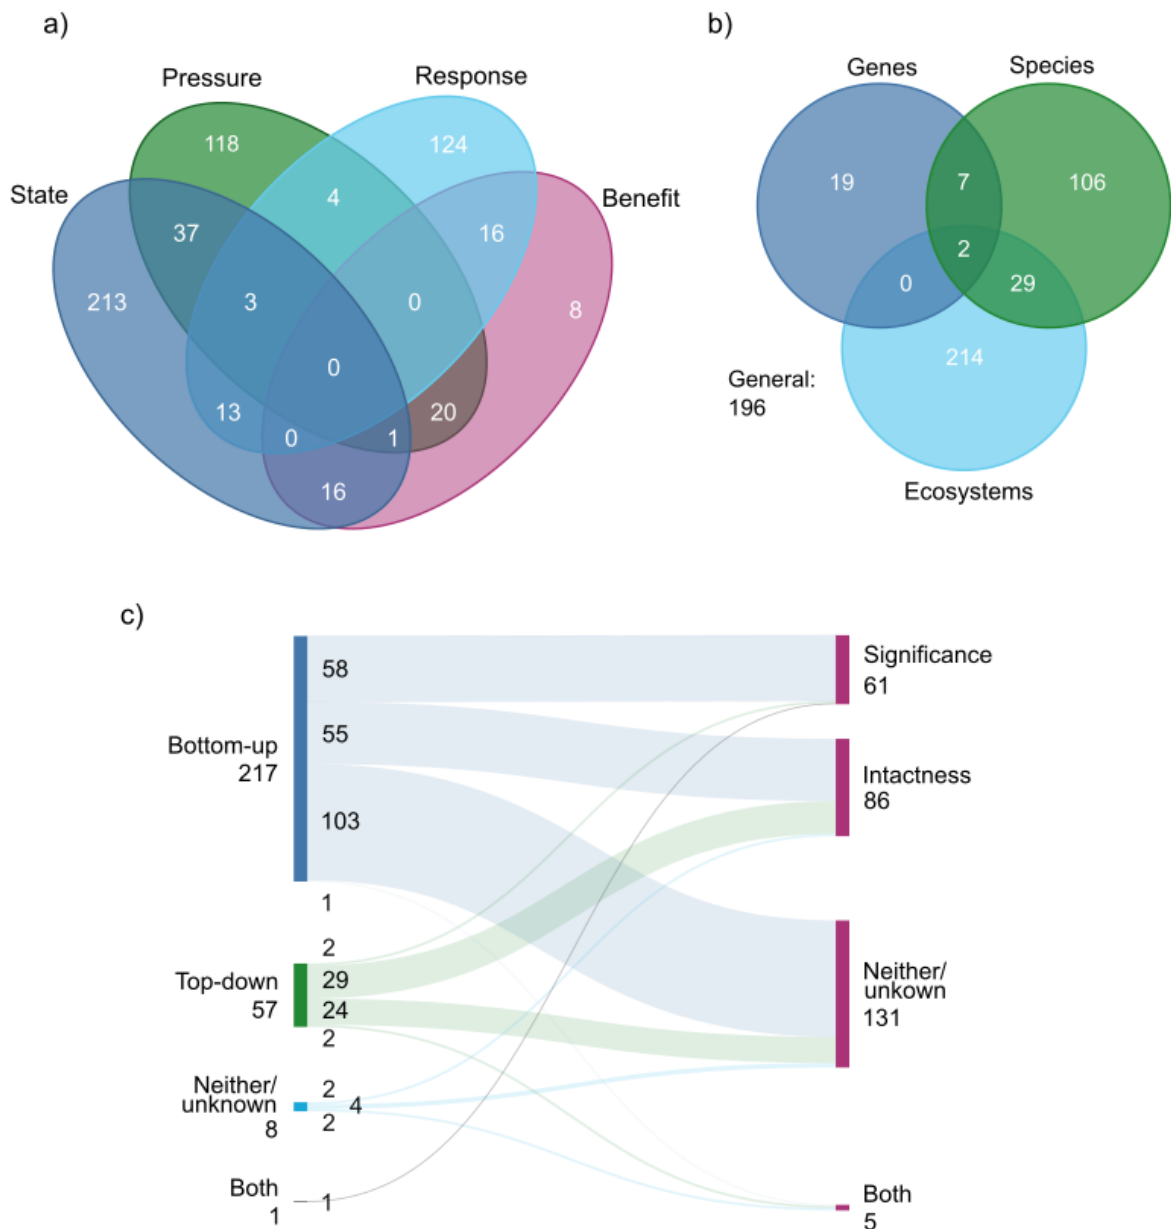 a)
Pressure
Response
State
Benefit
118
124
4
37
16
213
3
0
8
0
13
20
0
1
16
b)
Genes
Species
19
7
106
2
0
29
214
General:
196
Ecosystems
c)
Bottom-up
217
58
55
103
1
Top-down
57
2
29
24
2
Neither/
unknown
8
2
4
2
Both
1
1
Significance
61
Intactness
86
Neither/
unkown
131
Both
5